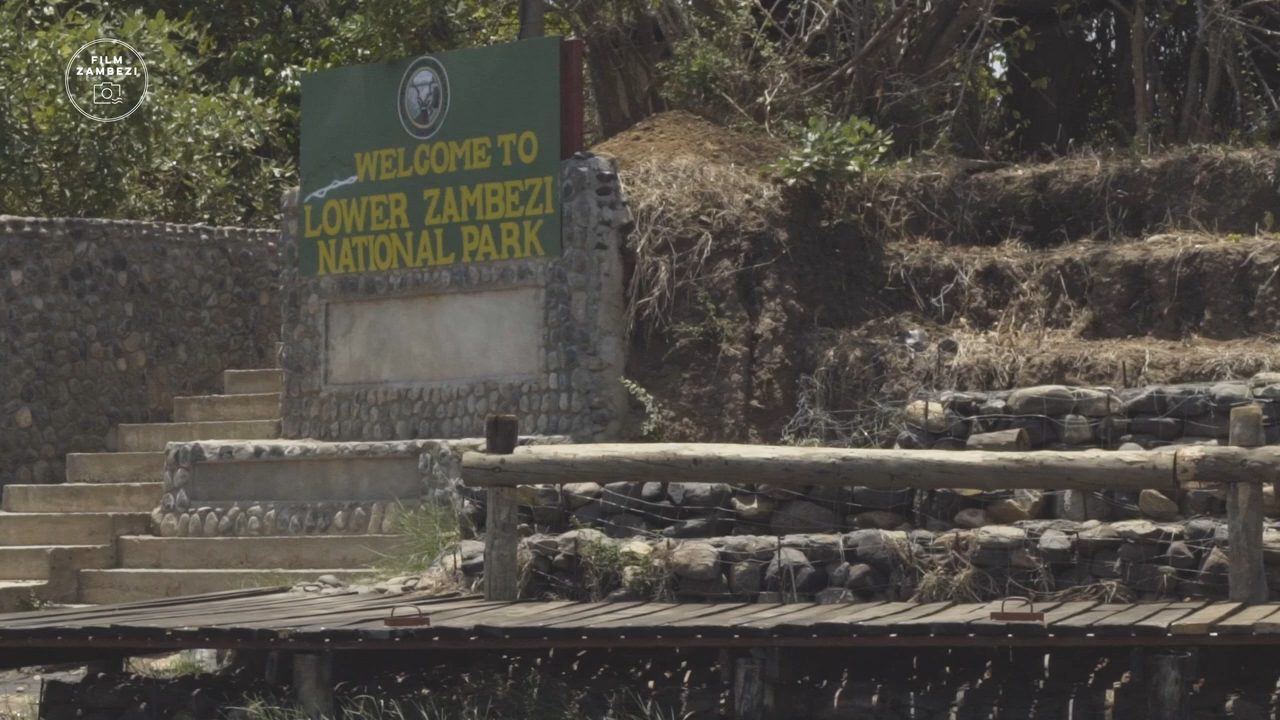 FILM
ZAMBEZI
WELCOME TO
LOWER ZAMBEZI
NATIONAL PARK